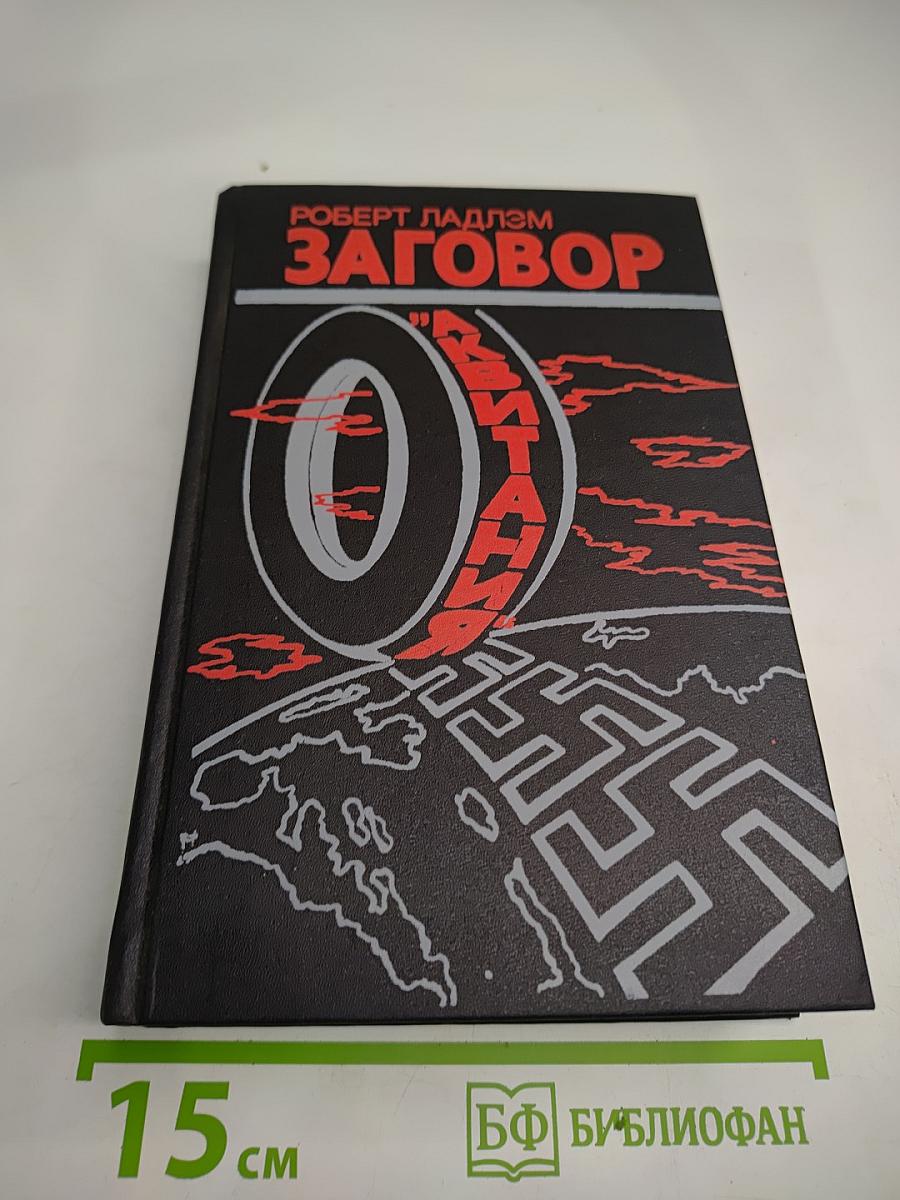 РОБЕРТ ЛАДЛЭМ
ЗАГОВОР
"АКВИТАНИЯ"
15 см
БФ БИБЛИОФАН